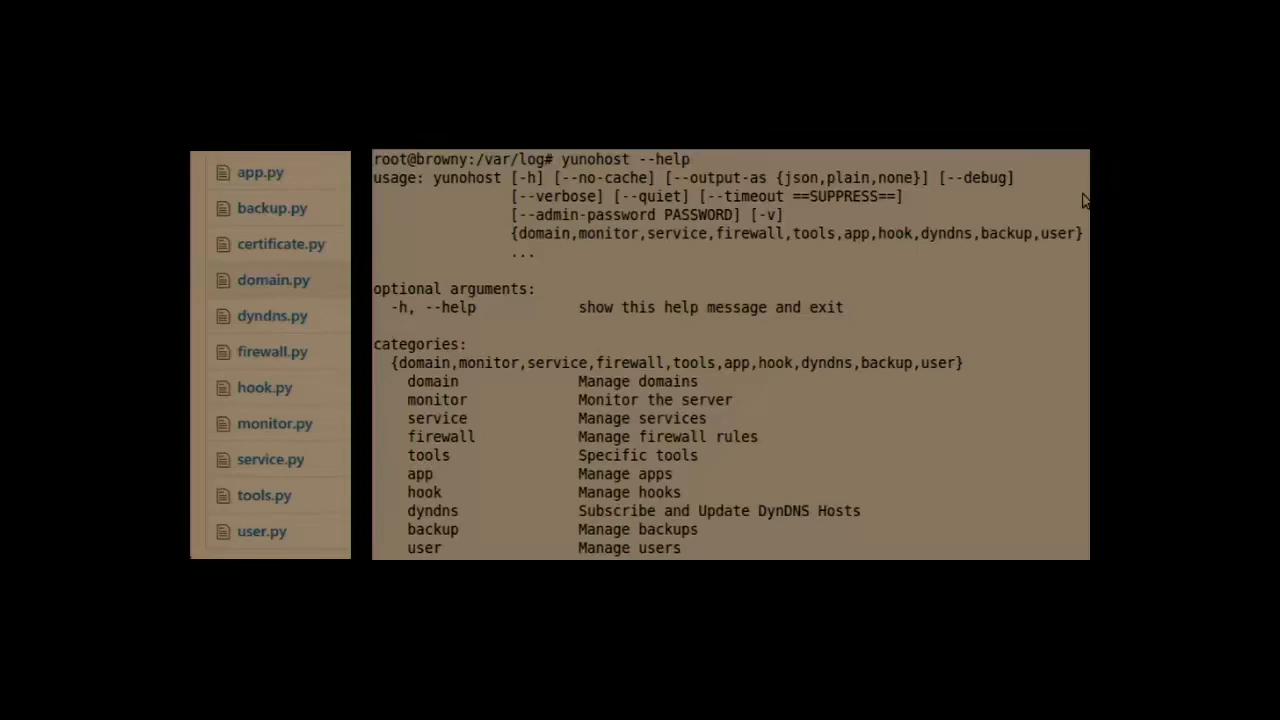 app.py
backup.py
certificate.py
domain.py
dyndns.py
firewall.py
hook.py
monitor.py
service.py
tools.py
user.py
root@browny:/var/log# yunohost --help
usage: yunohost [-h] [--no-cache] [--output-as {json,plain,none}] [--debug]
[--verbose] [--quiet] [--timeout ==SUPPRESS==]
[--admin-password PASSWORD] [-v]
{domain,monitor,service,firewall,tools,app,hook,dyndns,backup,user}
...
optional arguments:
-h, --help show this help message and exit
categories:
{domain,monitor,service,firewall,tools,app,hook,dyndns,backup,user}
domain Manage domains
monitor Monitor the server
service Manage services
firewall Manage firewall rules
tools Specific tools
app Manage apps
hook Manage hooks
dyndns Subscribe and Update DynDNS Hosts
backup Manage backups
user Manage users